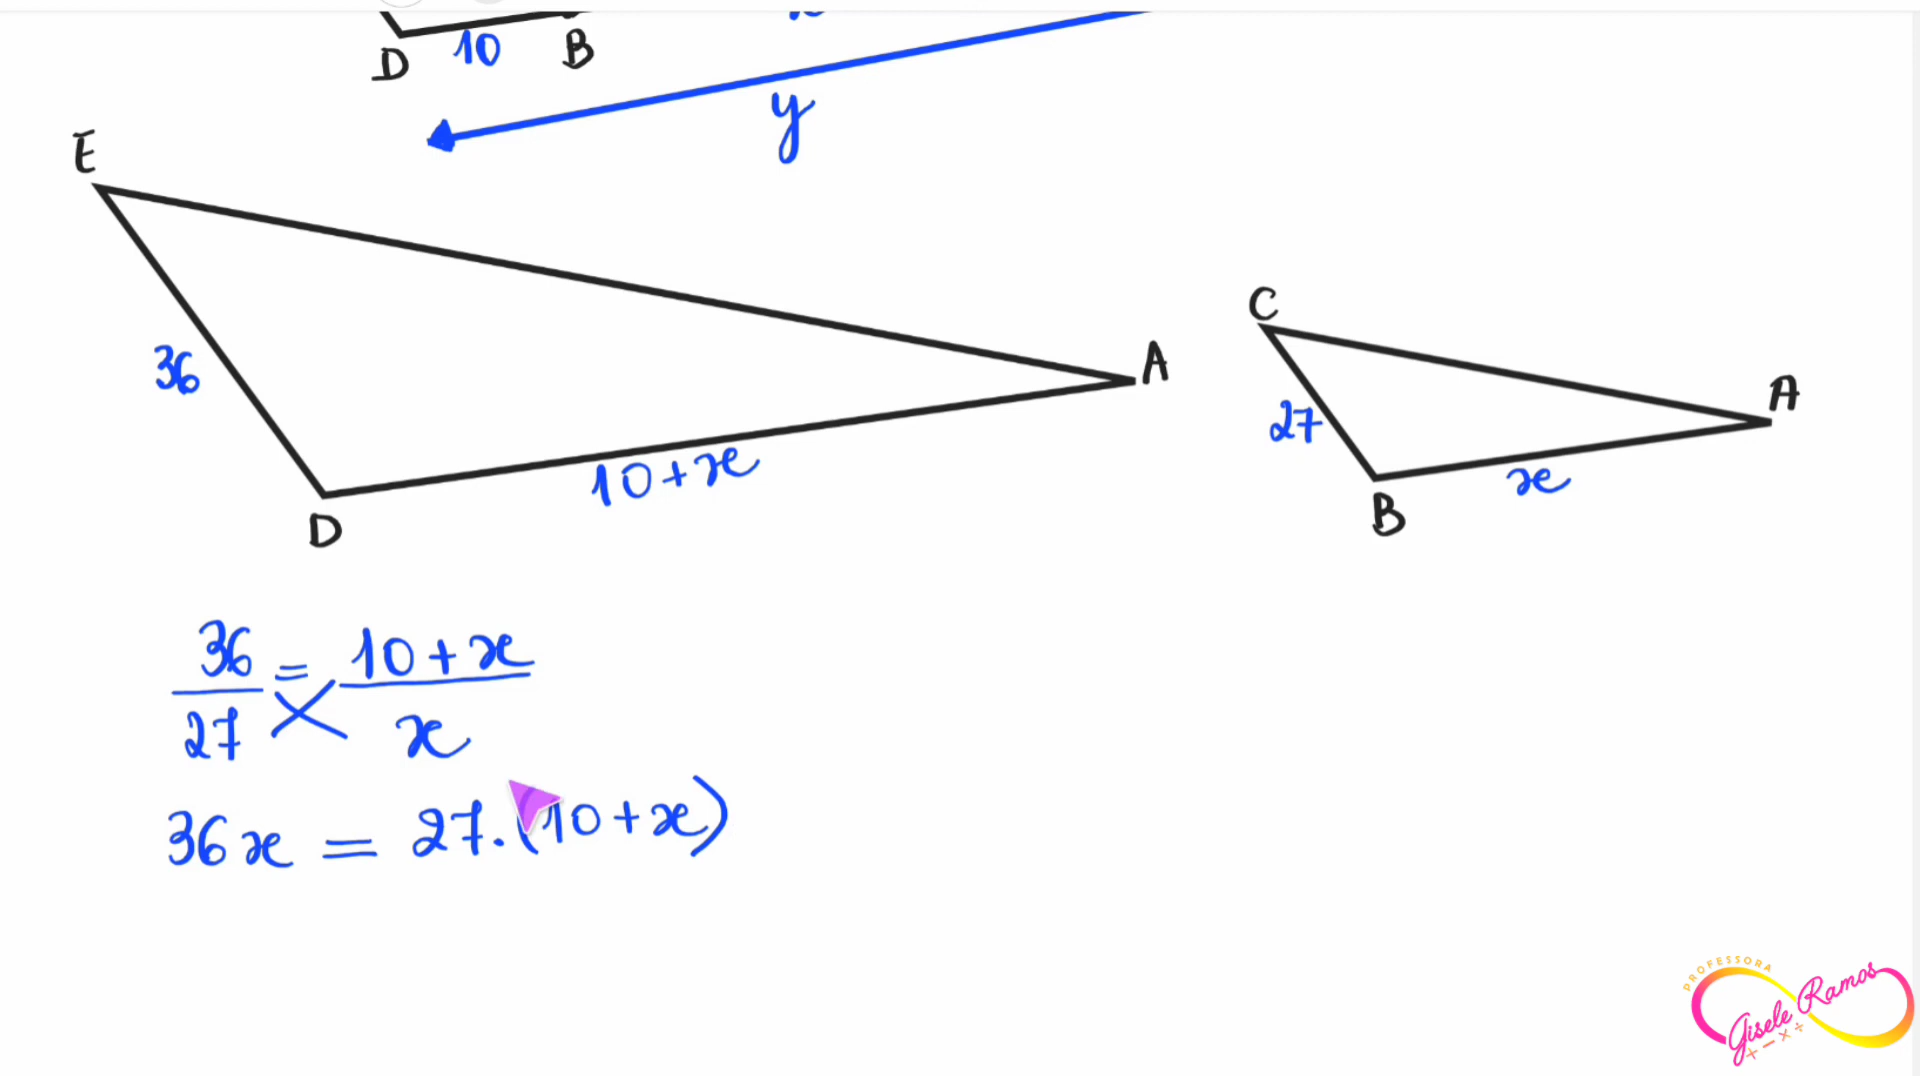 D 10 B
y
E
36
A
10+x
D
C
27
A
x
B
36/27 = 10+x/x
36x = 27.(10+x)
PROFESSORA
Gisele Ramos
+ − × ÷